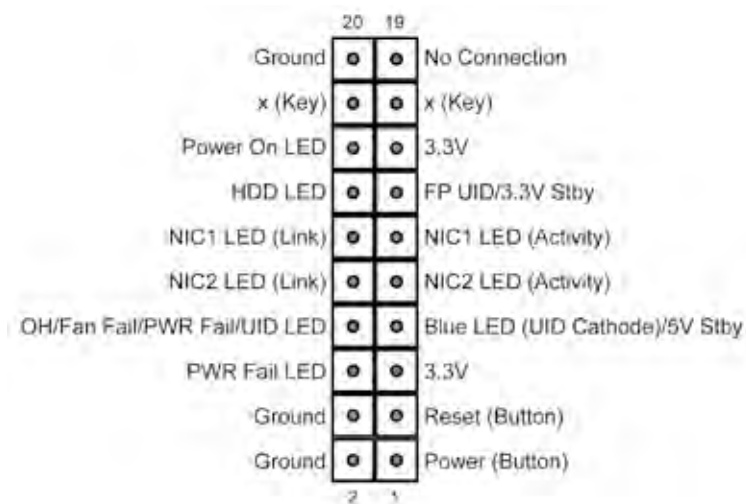 20 19
Ground No Connection
x (Key) x (Key)
Power On LED 3.3V
HDD LED FP UID/3.3V Stby
NIC1 LED (Link) NIC1 LED (Activity)
NIC2 LED (Link) NIC2 LED (Activity)
OH/Fan Fail/PWR Fail/UID LED Blue LED (UID Cathode)/5V Stby
PWR Fail LED 3.3V
Ground Reset (Button)
Ground Power (Button)
2 1